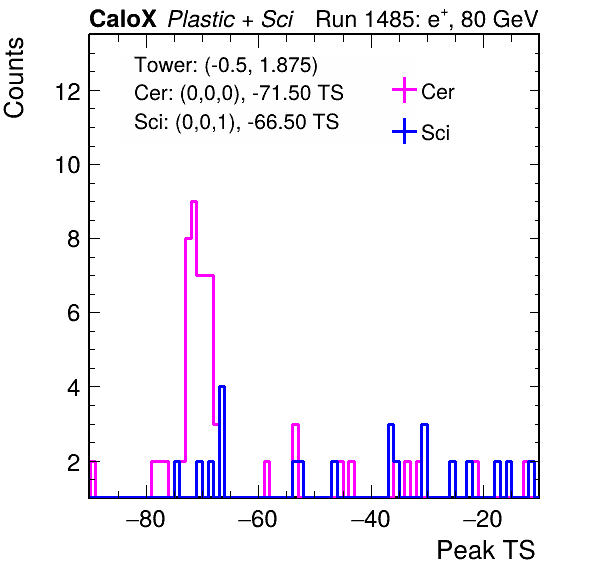 CaloX Plastic + Sci Run 1485: e⁺, 80 GeV
Counts
Tower: (-0.5, 1.875)
Cer: (0,0,0), -71.50 TS
Sci: (0,0,1), -66.50 TS
Cer
Sci
12
10
8
6
4
2
−80 −60 −40 −20
Peak TS